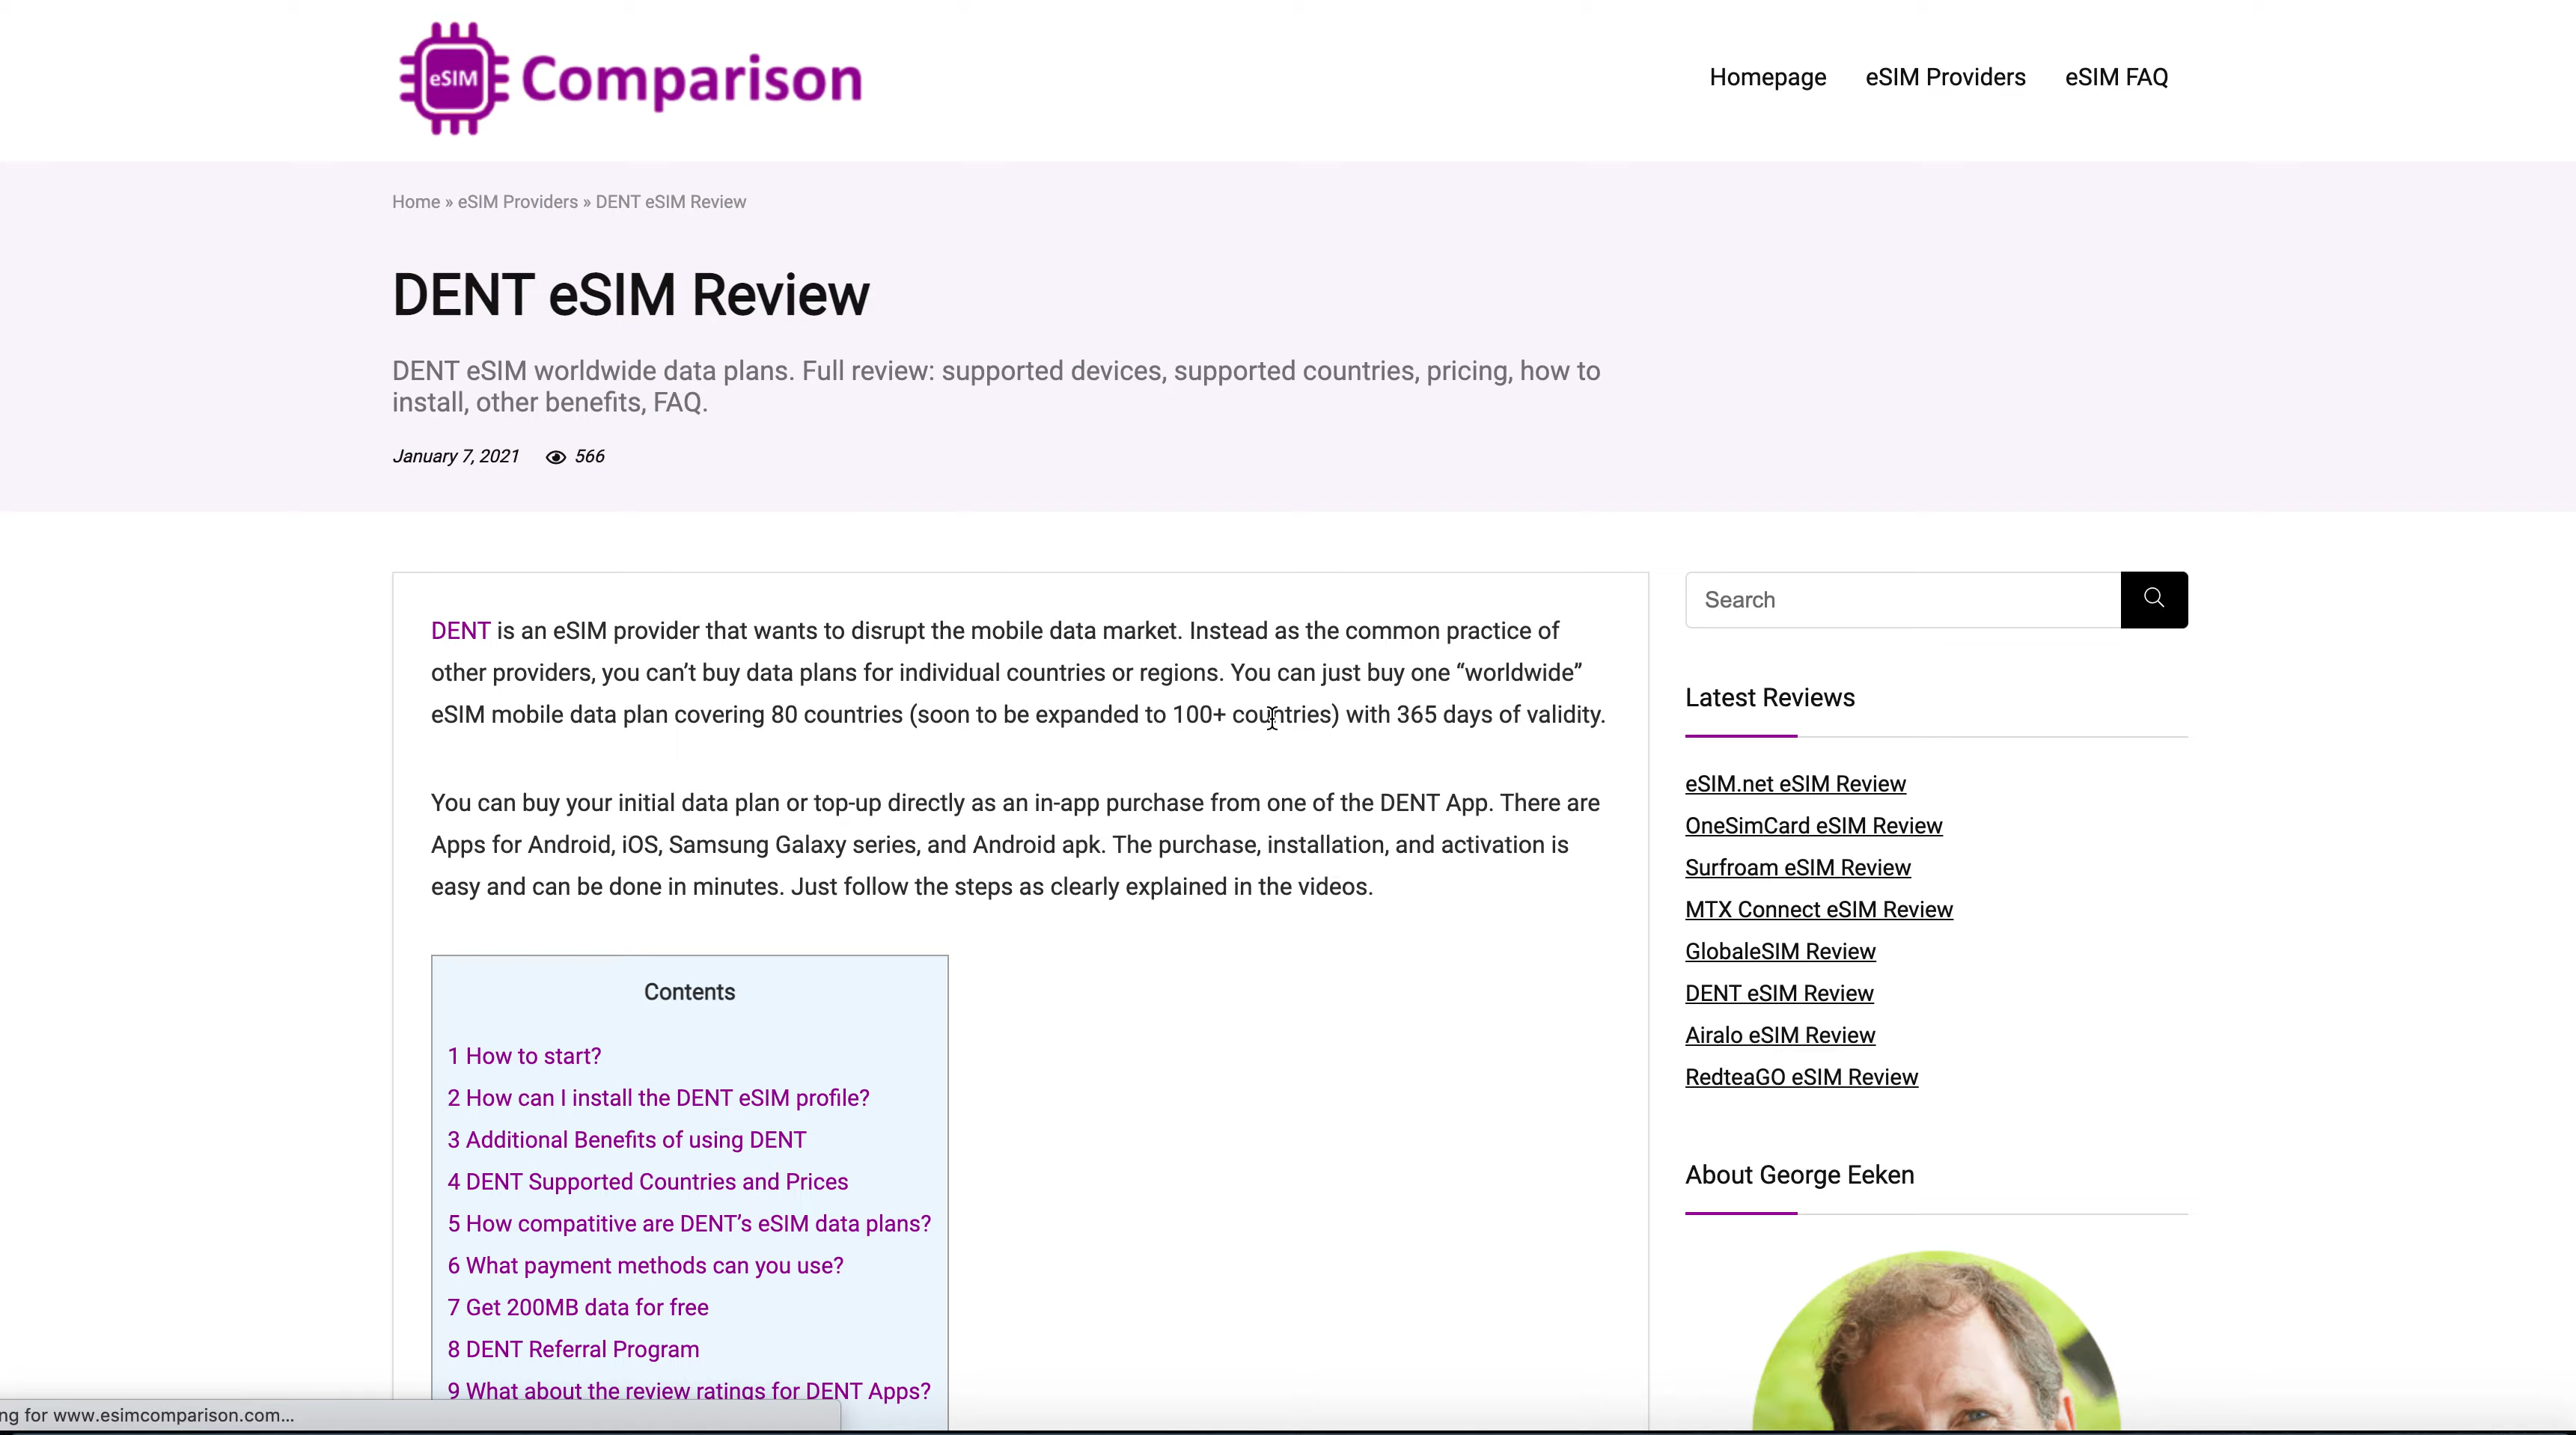 eSIM Comparison
Homepage eSIM Providers eSIM FAQ
Home » eSIM Providers » DENT eSIM Review
DENT eSIM Review
DENT eSIM worldwide data plans. Full review: supported devices, supported countries, pricing, how to
install, other benefits, FAQ.
January 7, 2021 566
DENT is an eSIM provider that wants to disrupt the mobile data market. Instead as the common practice of
other providers, you can’t buy data plans for individual countries or regions. You can just buy one “worldwide”
eSIM mobile data plan covering 80 countries (soon to be expanded to 100+ countries) with 365 days of validity.
You can buy your initial data plan or top-up directly as an in-app purchase from one of the DENT App. There are
Apps for Android, iOS, Samsung Galaxy series, and Android apk. The purchase, installation, and activation is
easy and can be done in minutes. Just follow the steps as clearly explained in the videos.
Contents
1 How to start?
2 How can I install the DENT eSIM profile?
3 Additional Benefits of using DENT
4 DENT Supported Countries and Prices
5 How compatitive are DENT’s eSIM data plans?
6 What payment methods can you use?
7 Get 200MB data for free
8 DENT Referral Program
9 What about the review ratings for DENT Apps?
Search
Latest Reviews
eSIM.net eSIM Review
OneSimCard eSIM Review
Surfroam eSIM Review
MTX Connect eSIM Review
GlobaleSIM Review
DENT eSIM Review
Airalo eSIM Review
RedteaGO eSIM Review
About George Eeken
ng for www.esimcomparison.com...